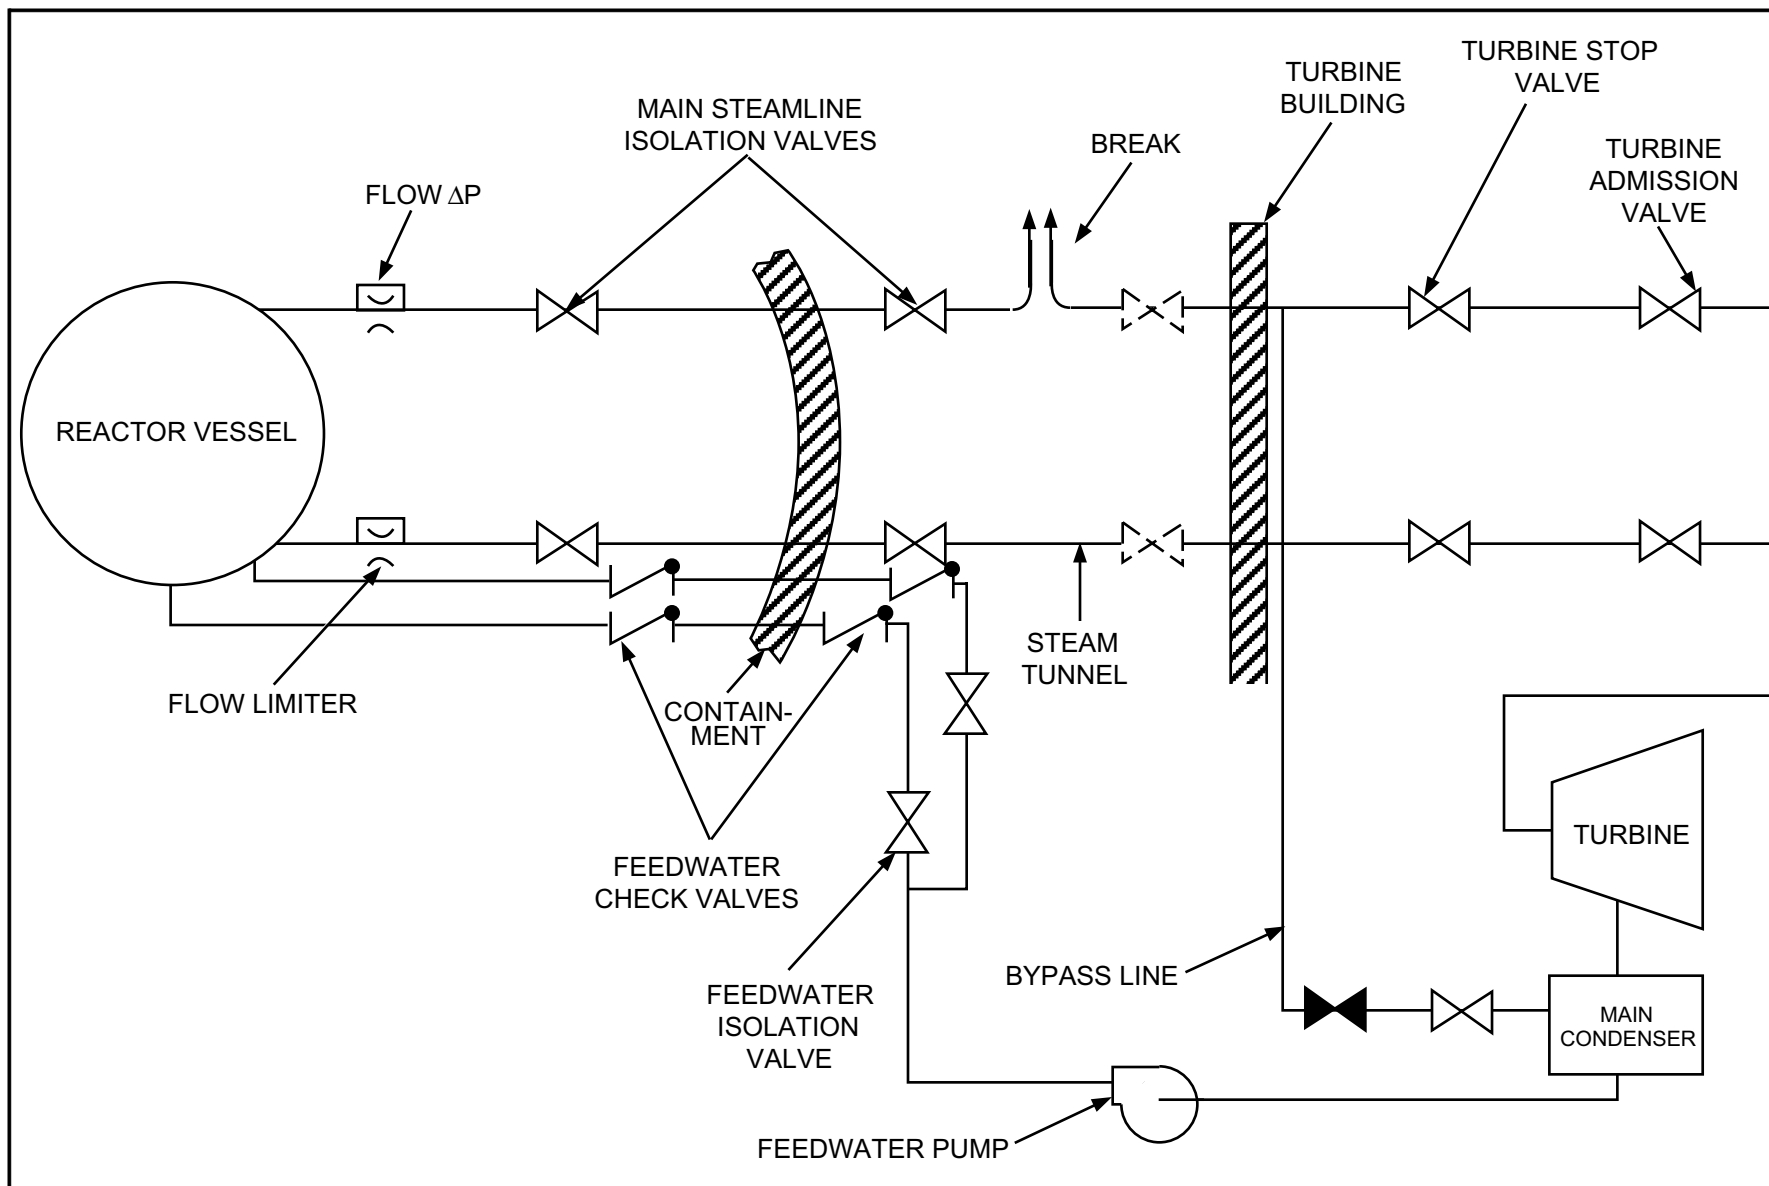 TURBINE STOP
VALVE
TURBINE
BUILDING
MAIN STEAMLINE
ISOLATION VALVES
BREAK
TURBINE
ADMISSION
VALVE
FLOW ΔP
REACTOR VESSEL
STEAM
TUNNEL
FLOW LIMITER
CONTAIN-
MENT
TURBINE
FEEDWATER
CHECK VALVES
BYPASS LINE
FEEDWATER
ISOLATION
VALVE
MAIN
CONDENSER
FEEDWATER PUMP